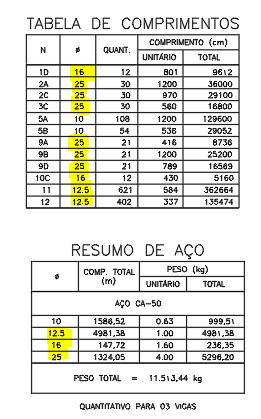 TABELA DE COMPRIMENTOS
N ø QUANT. COMPRIMENTO (cm)
UNITÁRIO TOTAL
1D 16 12 801 9612
2A 25 30 1200 36000
2C 25 30 970 29100
3C 25 30 560 16800
5A 10 108 1200 129600
5B 10 54 538 29052
9A 25 21 416 8736
9B 25 21 1200 25200
9D 25 21 789 16569
10C 16 12 430 5160
11 12.5 621 584 362664
12 12.5 402 337 135474
RESUMO DE AÇO
ø COMP. TOTAL (m) PESO (kg)
UNITÁRIO TOTAL
AÇO CA-50
10 1586,52 0.63 999,51
12.5 4981,38 1.00 4981,38
16 147,72 1.60 236,35
25 1324,05 4.00 5296,20
PESO TOTAL = 11.513,44 kg
QUANTITATIVO PARA 03 VIGAS